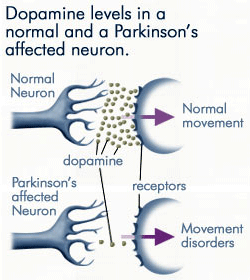 Dopamine levels in a
normal and a Parkinson's
affected neuron.
Normal
Neuron
Normal
movement
dopamine
receptors
Parkinson's
affected
Neuron
Movement
disorders